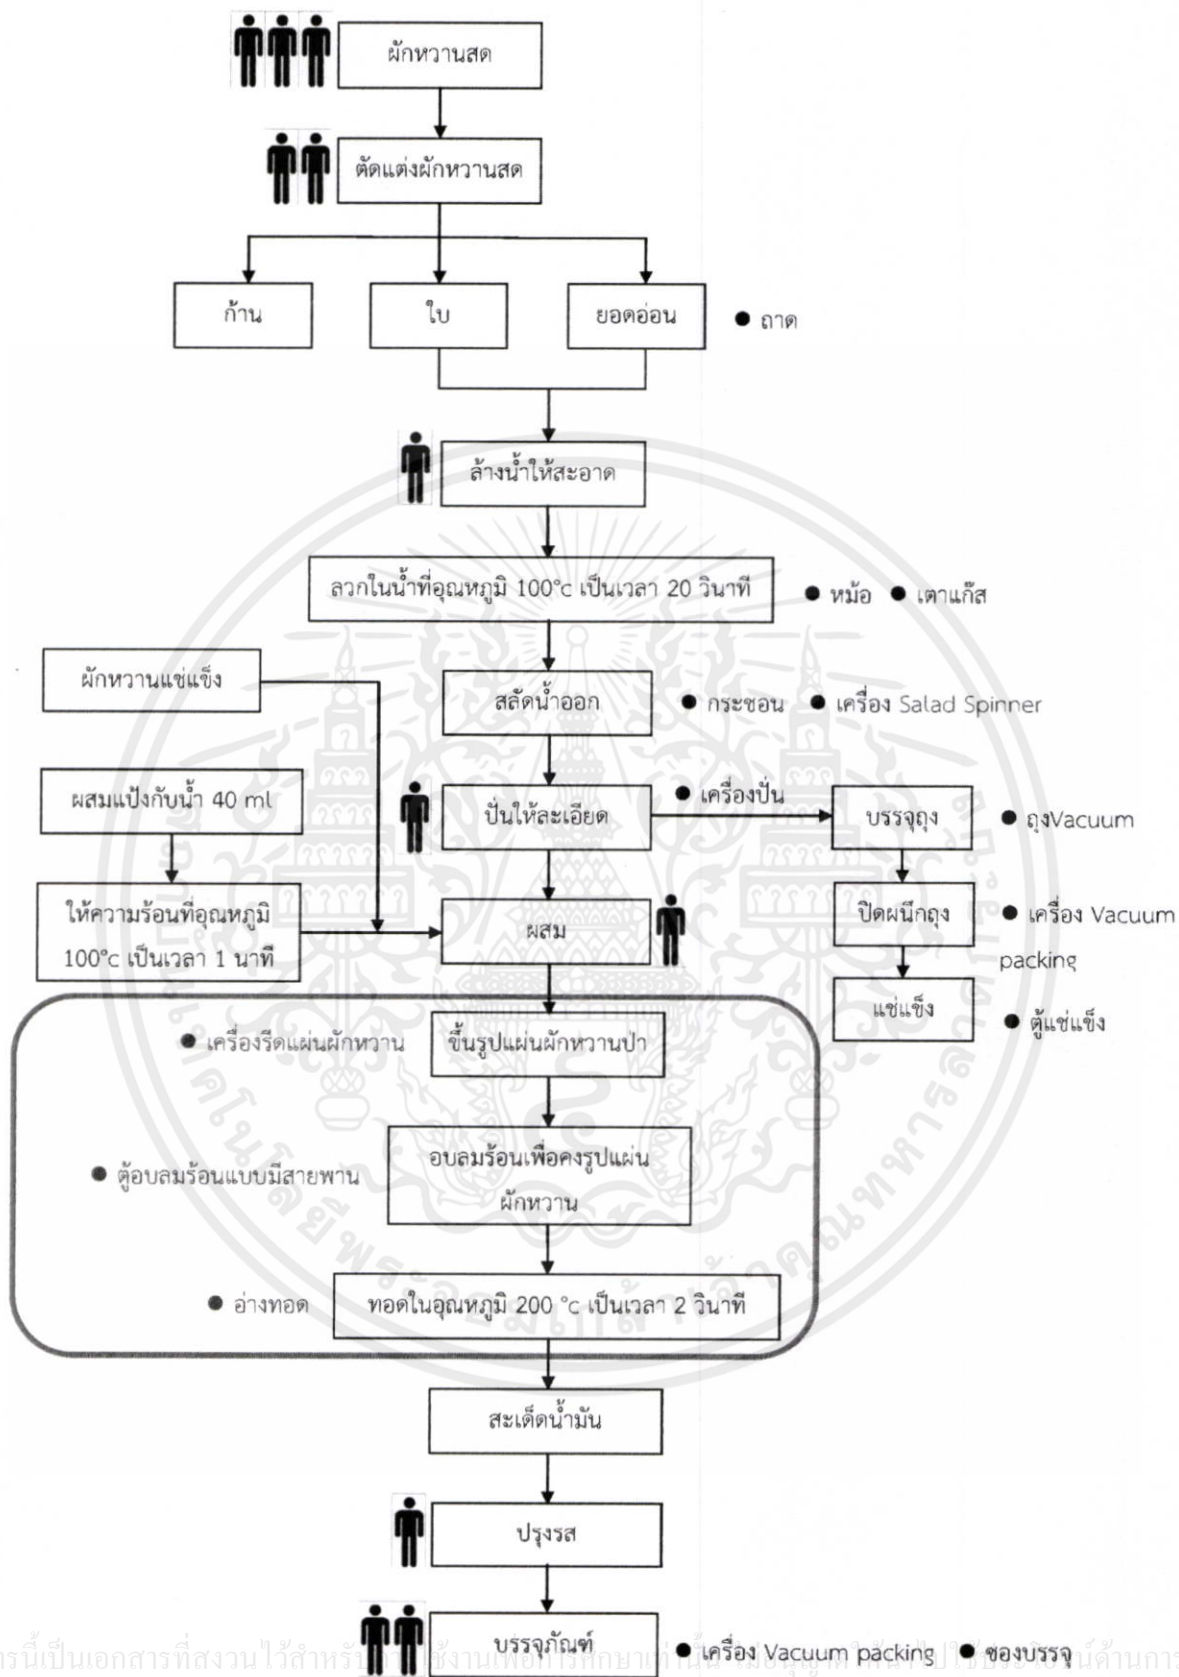 ผักหวานสด
ตัดแต่งผักหวานสด
ก้าน
ใบ
ยอดอ่อน
● ถาด
ล้างน้ำให้สะอาด
ลวกในน้ำที่อุณหภูมิ 100°c เป็นเวลา 20 วินาที
● หม้อ ● เตาแก๊ส
ผักหวานแช่แข็ง
สลัดน้ำออก
● กระชอน ● เครื่อง Salad Spinner
ผสมแป้งกับน้ำ 40 ml
ปั่นให้ละเอียด
● เครื่องปั่น
บรรจุถุง
● ถุงVacuum
ให้ความร้อนที่อุณหภูมิ
100°c เป็นเวลา 1 นาที
ผสม
ปิดผนึกถุง
● เครื่อง Vacuum
packing
แช่แข็ง
● ตู้แช่แข็ง
● เครื่องรีดแผ่นผักหวาน
ขึ้นรูปแผ่นผักหวานป่า
● ตู้อบลมร้อนแบบมีสายพาน
อบลมร้อนเพื่อคงรูปแผ่น
ผักหวาน
● อ่างทอด
ทอดในอุณหภูมิ 200 °c เป็นเวลา 2 วินาที
สะเด็ดน้ำมัน
ปรุงรส
บรรจุภัณฑ์
● เครื่อง Vacuum packing ● ซองบรรจุ